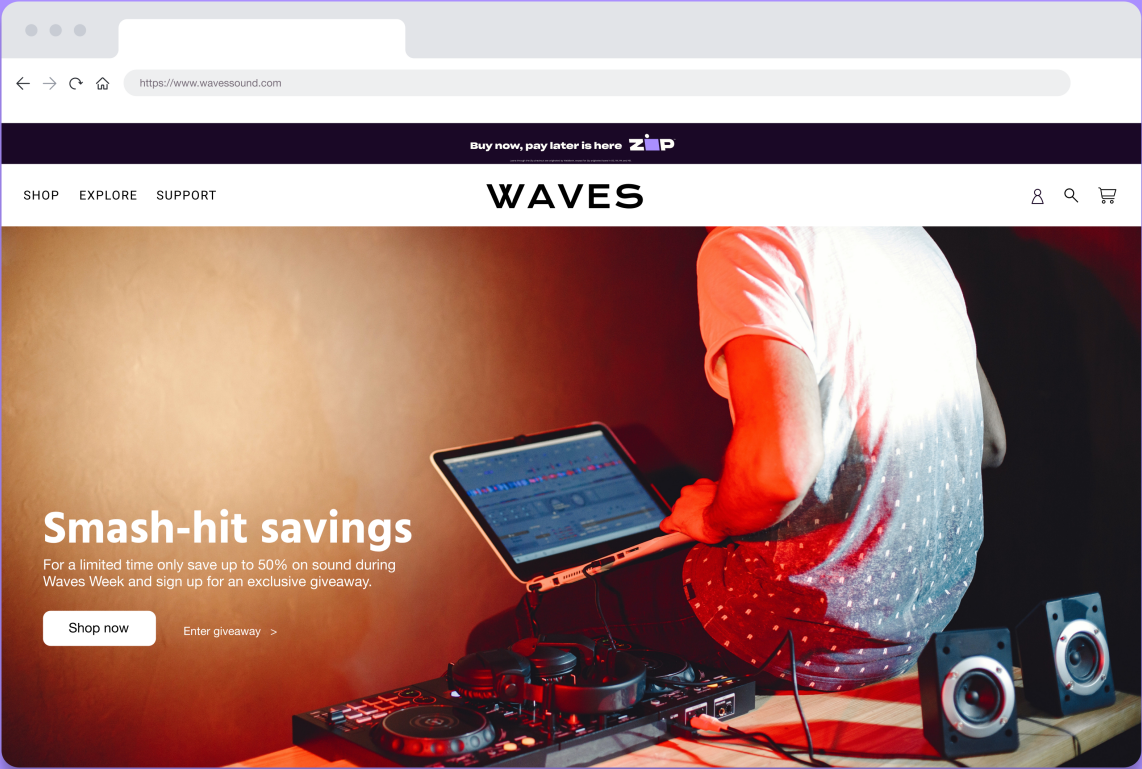 https://www.wavessound.com
Buy now, pay later is here Zip
SHOP EXPLORE SUPPORT WAVES
Smash-hit savings
For a limited time only save up to 50% on sound during
Waves Week and sign up for an exclusive giveaway.
Shop now Enter giveaway >